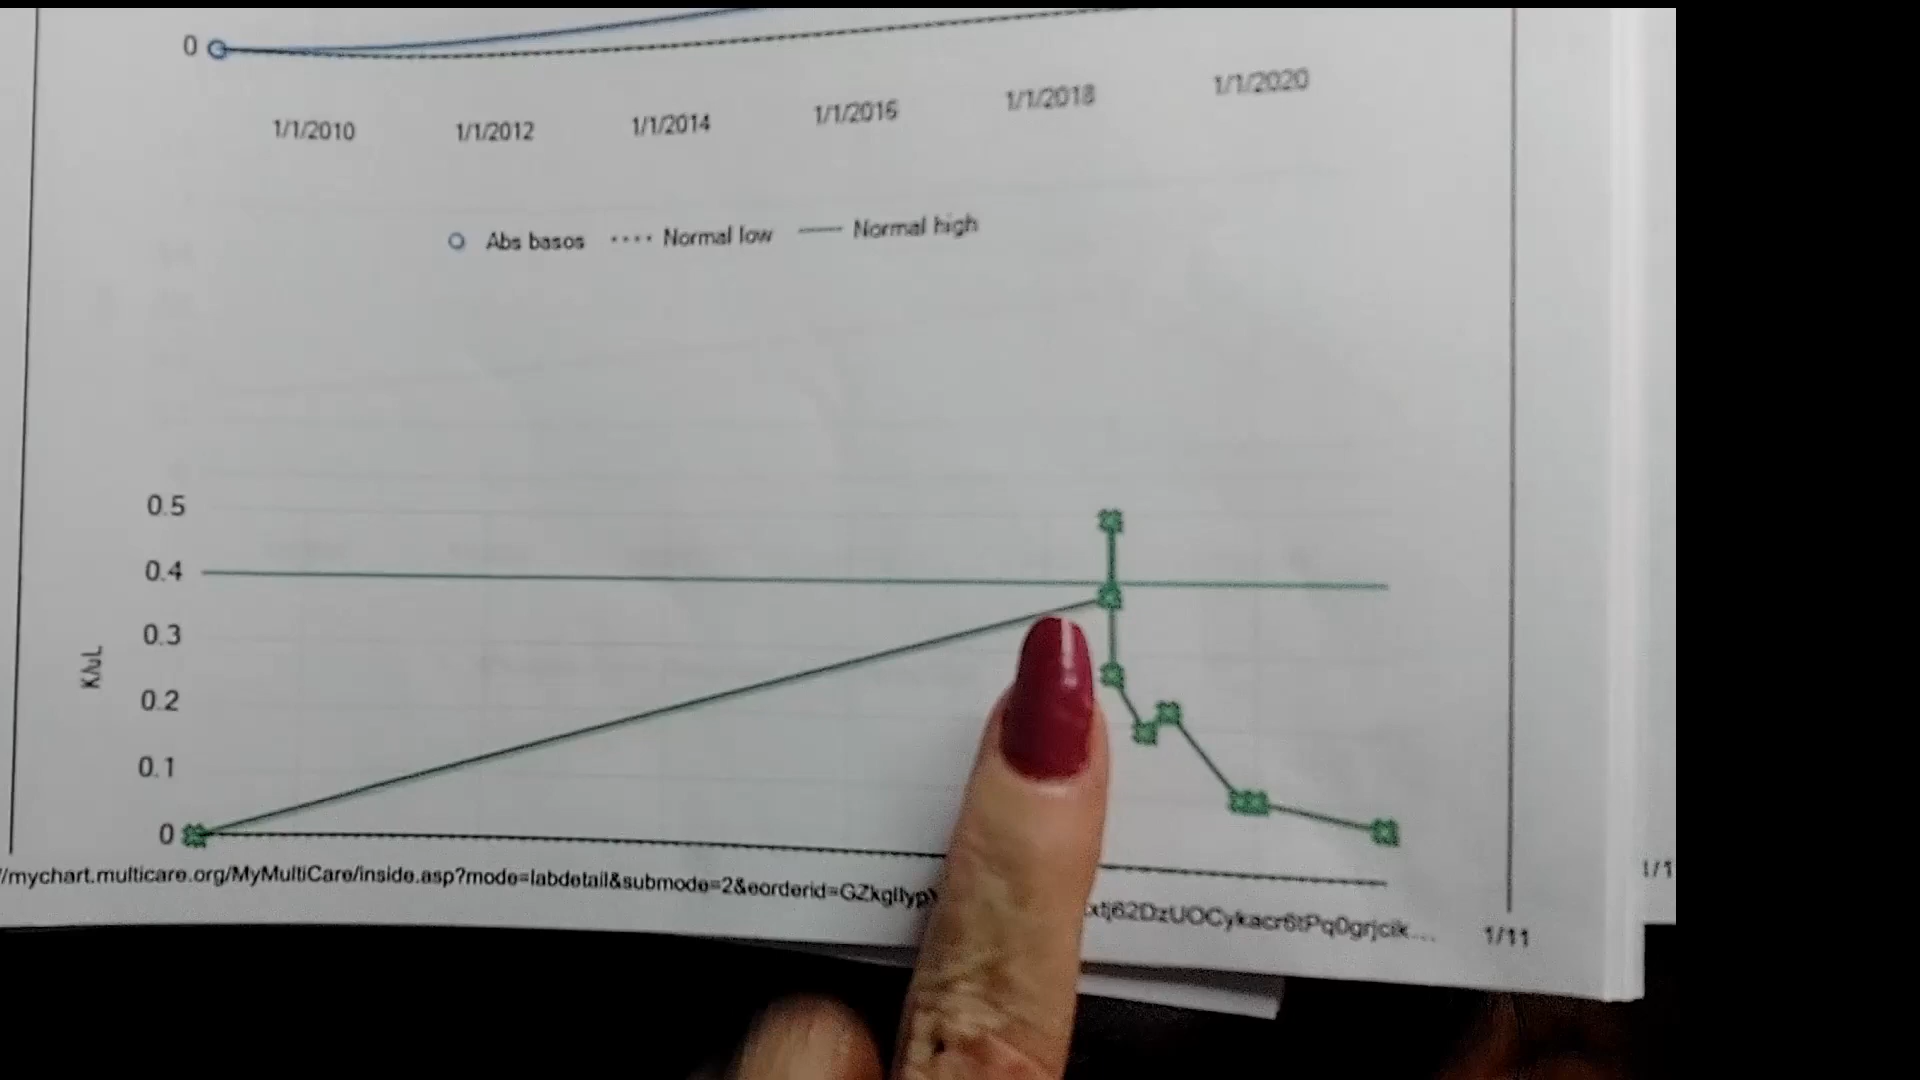 0
1/1/2010 1/1/2012 1/1/2014 1/1/2016 1/1/2018 1/1/2020
Abs basos Normal low Normal high
0.5
0.4
0.3
K/uL
0.2
0.1
0
//mychart.multicare.org/MyMultiCare/inside.asp?mode=labdetail&submode=2&eorderid=
1/11
1/1